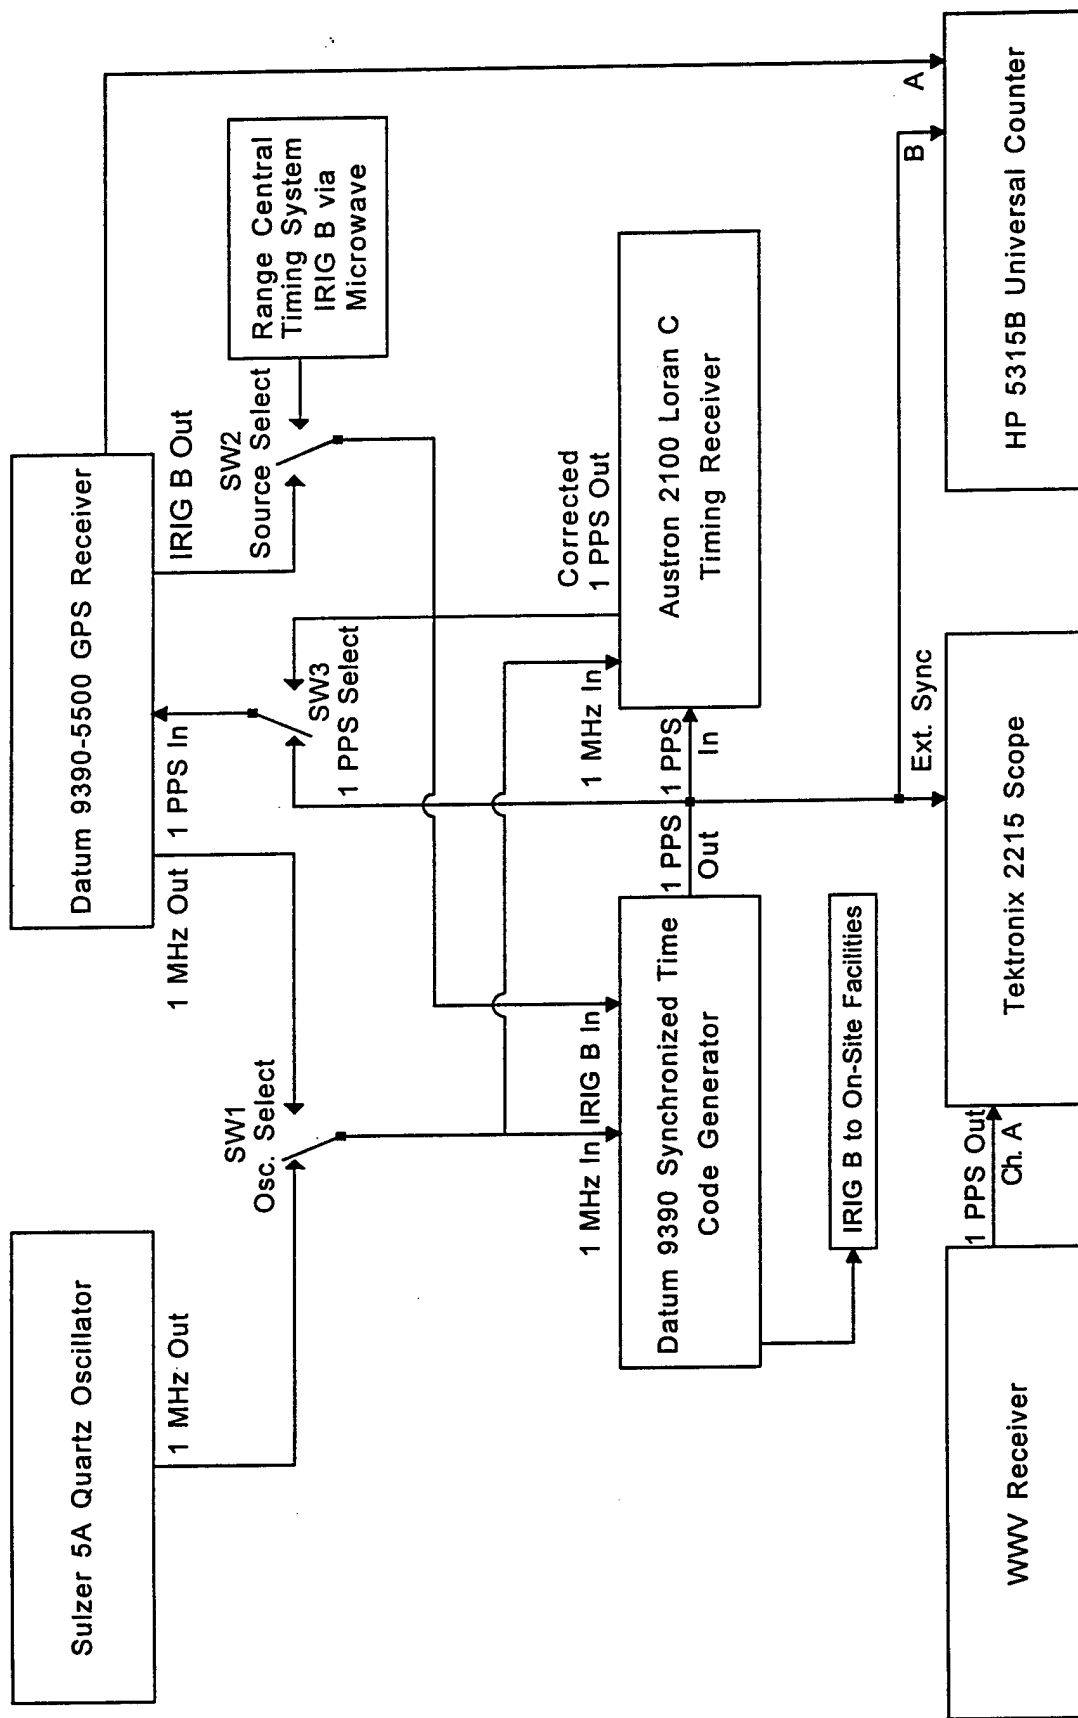 Sulzer 5A Quartz Oscillator
1 MHz Out
Datum 9390-5500 GPS Receiver
1 MHz Out
1 PPS In
IRIG B Out
SW1
Osc. Select
SW3
1 PPS Select
SW2
Source Select
Range Central
Timing System
IRIG B via
Microwave
1 MHz In
IRIG B In
Datum 9390 Synchronized Time
Code Generator
1 PPS
Out
1 PPS
In
1 MHz In
Corrected
1 PPS Out
Austron 2100 Loran C
Timing Receiver
IRIG B to On-Site Facilities
WWV Receiver
1 PPS Out
Ch. A
Ext. Sync
Tektronix 2215 Scope
B
A
HP 5315B Universal Counter